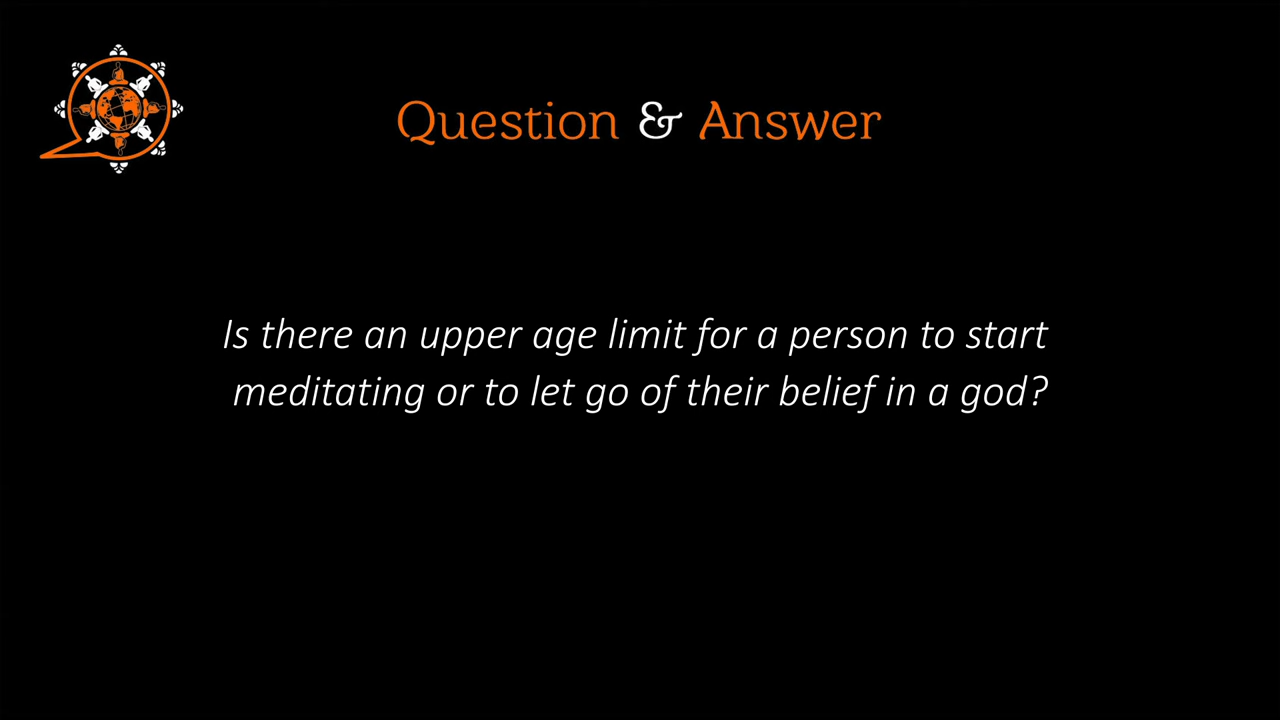 Question & Answer
Is there an upper age limit for a person to start
meditating or to let go of their belief in a god?